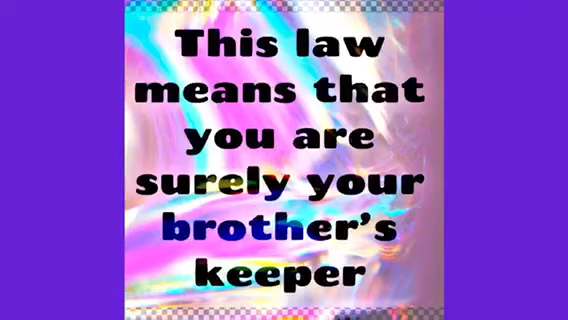 This law
means that
you are
surely your
brother’s
keeper